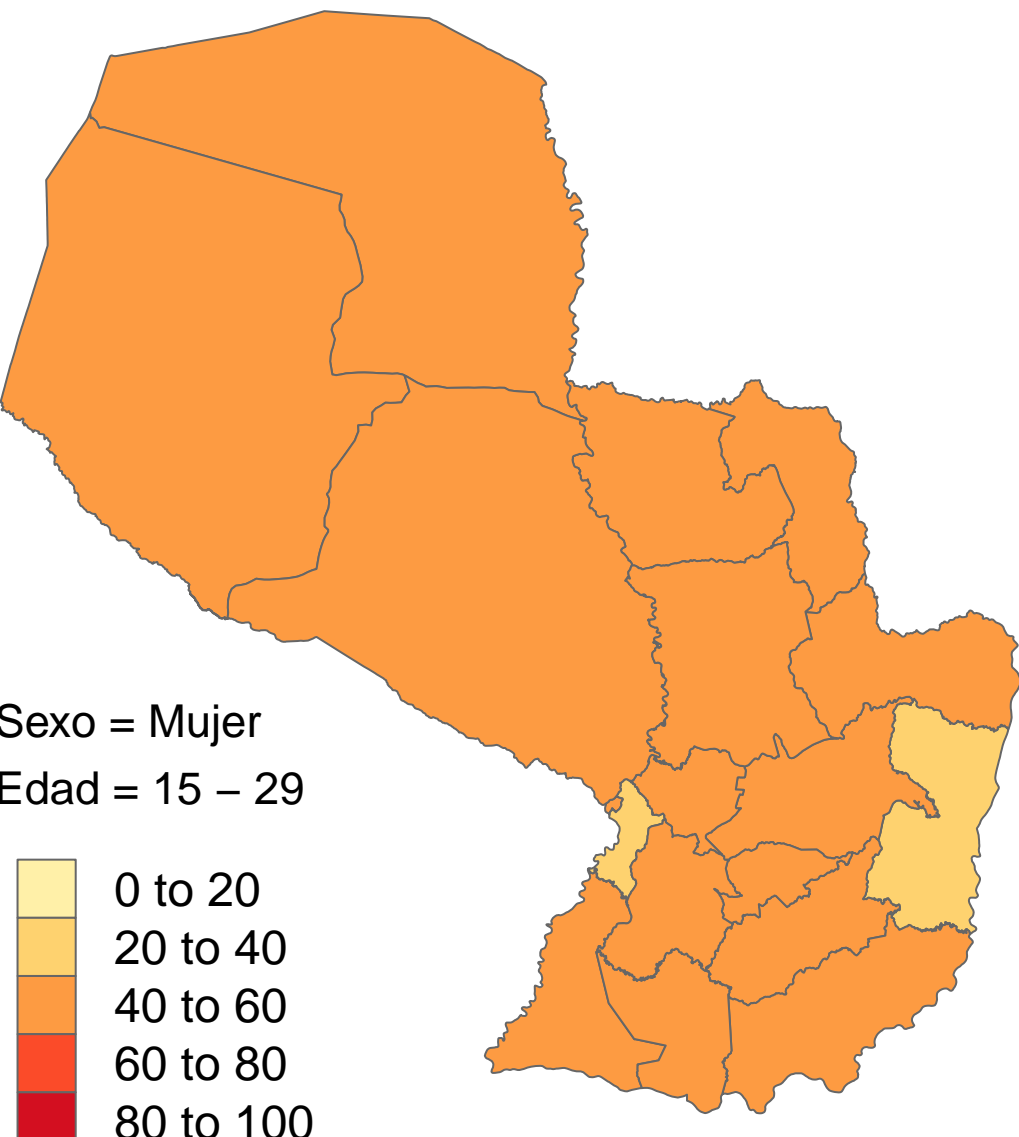 Sexo = Mujer
Edad = 15 – 29
0 to 20
20 to 40
40 to 60
60 to 80
80 to 100